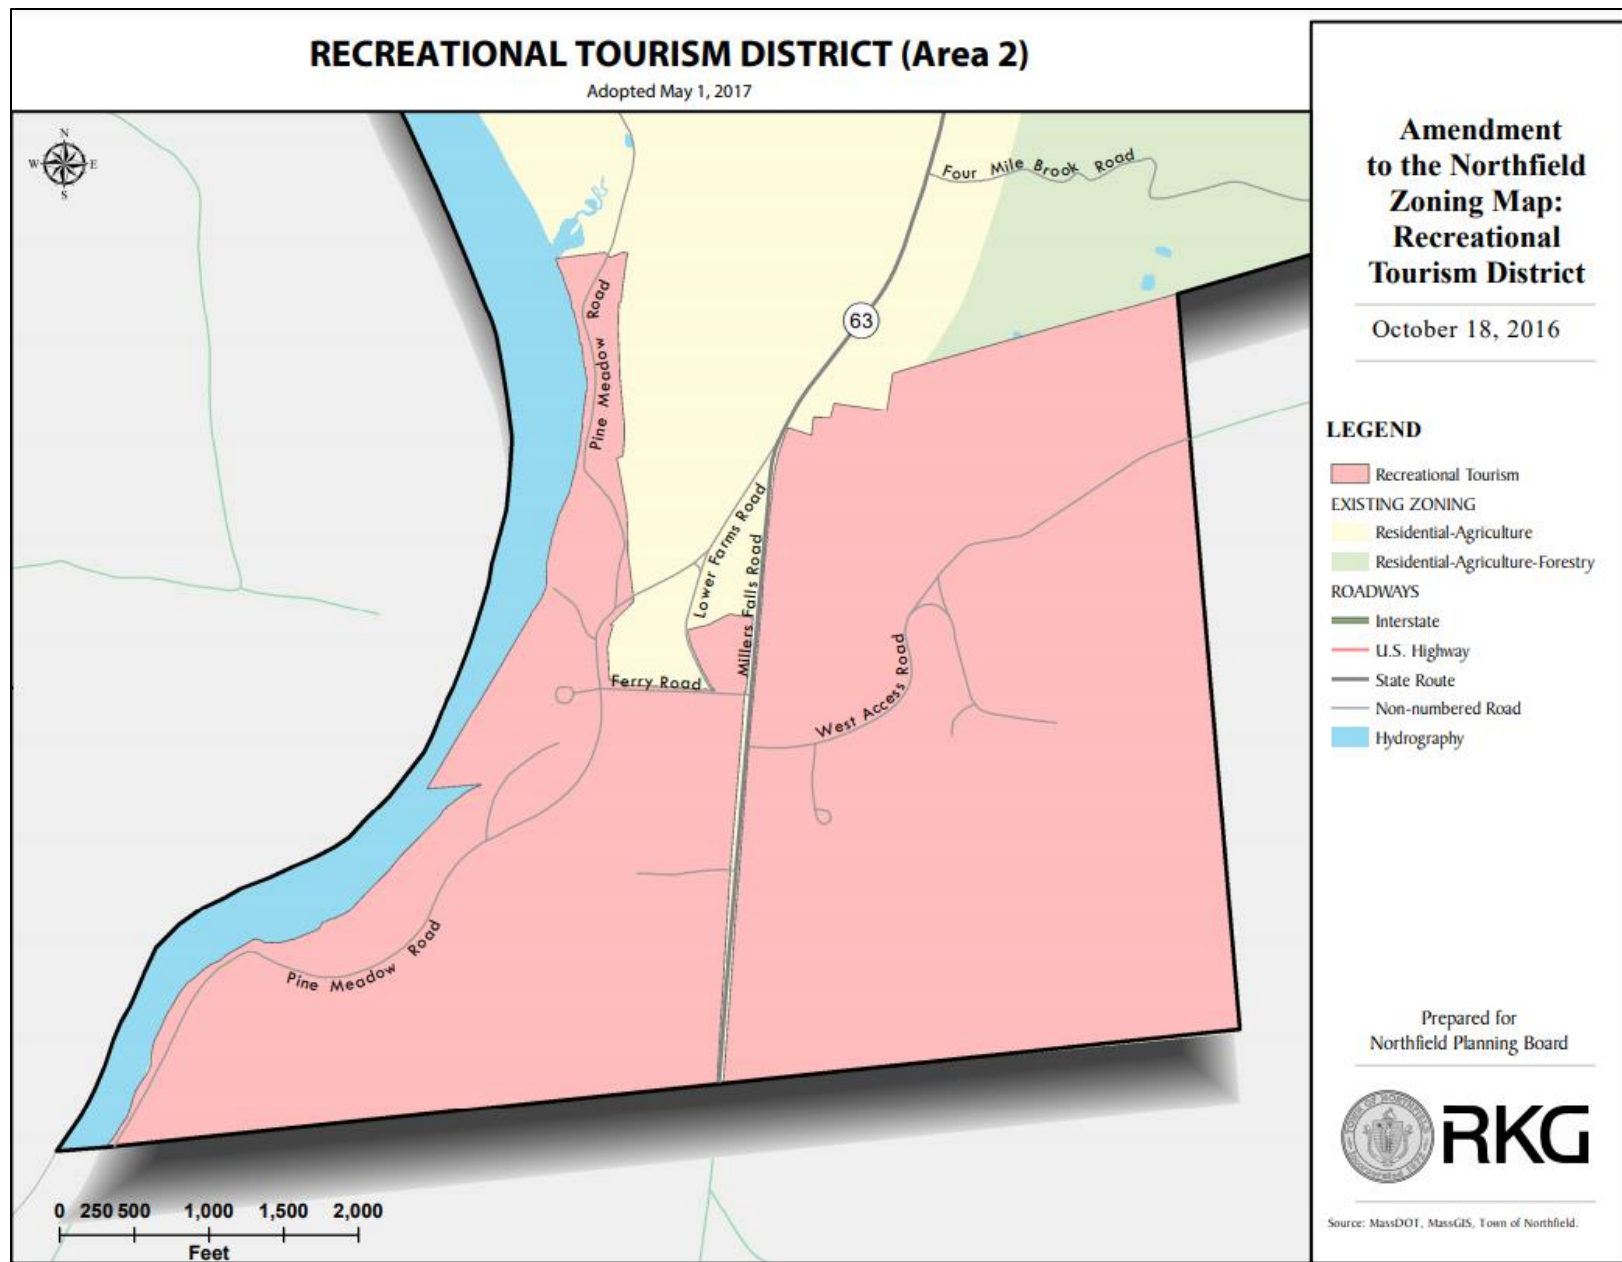 RECREATIONAL TOURISM DISTRICT (Area 2)
Adopted May 1, 2017
N
W
E
S
Four Mile Brook Road
63
Pine Meadow Road
Lower Farms Road
Millers Falls Road
Ferry Road
West Access Road
Pine Meadow Road
0 250 500 1,000 1,500 2,000
Feet
Amendment
to the Northfield
Zoning Map:
Recreational
Tourism District
October 18, 2016
LEGEND
Recreational Tourism
EXISTING ZONING
Residential-Agriculture
Residential-Agriculture-Forestry
ROADWAYS
Interstate
U.S. Highway
State Route
Non-numbered Road
Hydrography
Prepared for
Northfield Planning Board
TOWN OF NORTHFIELD
RKG
Source: MassDOT, MassGIS, Town of Northfield.